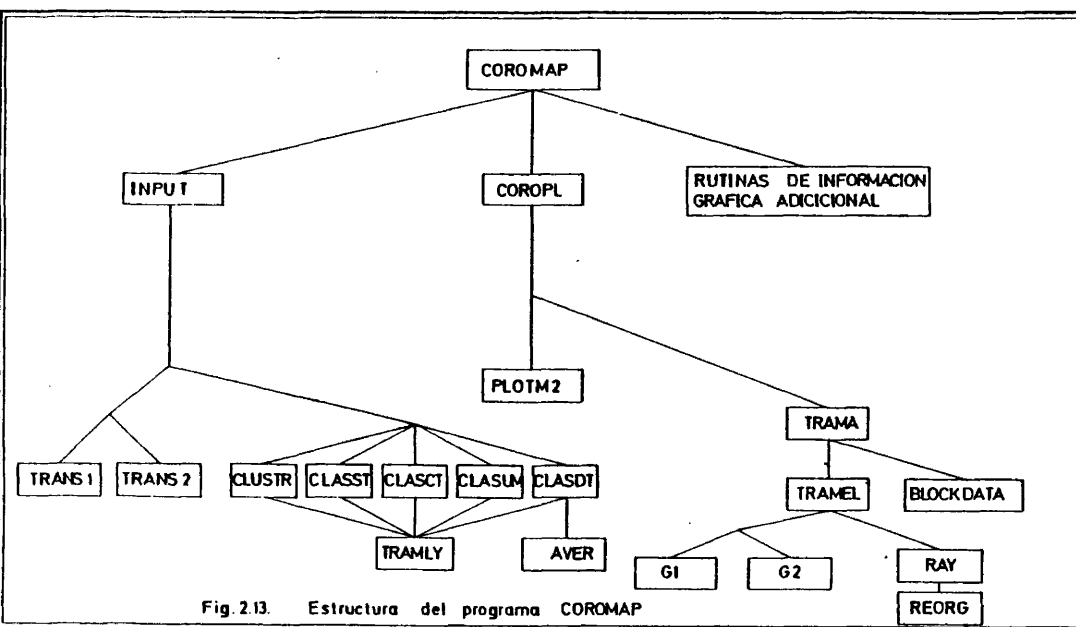 COROMAP
INPUT
COROPL
RUTINAS DE INFORMACION
GRAFICA ADICICIONAL
PLOTM2
TRAMA
TRANS 1
TRANS 2
CLUSTR
CLASST
CLASCT
CLASUM
CLASDT
TRAMEL
BLOCKDATA
TRAMLY
AVER
G1
G2
RAY
REORG
Fig. 2.13. Estructura del programa COROMAP